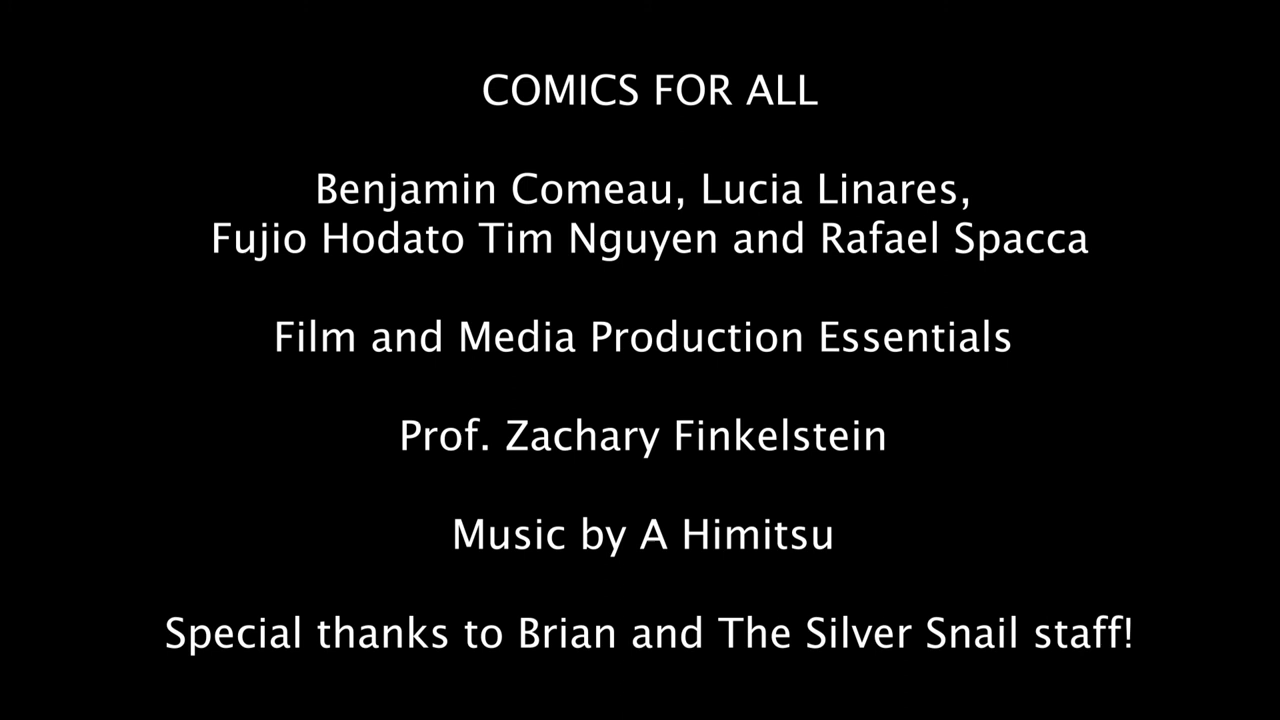 COMICS FOR ALL
Benjamin Comeau, Lucia Linares,
Fujio Hodato Tim Nguyen and Rafael Spacca
Film and Media Production Essentials
Prof. Zachary Finkelstein
Music by A Himitsu
Special thanks to Brian and The Silver Snail staff!